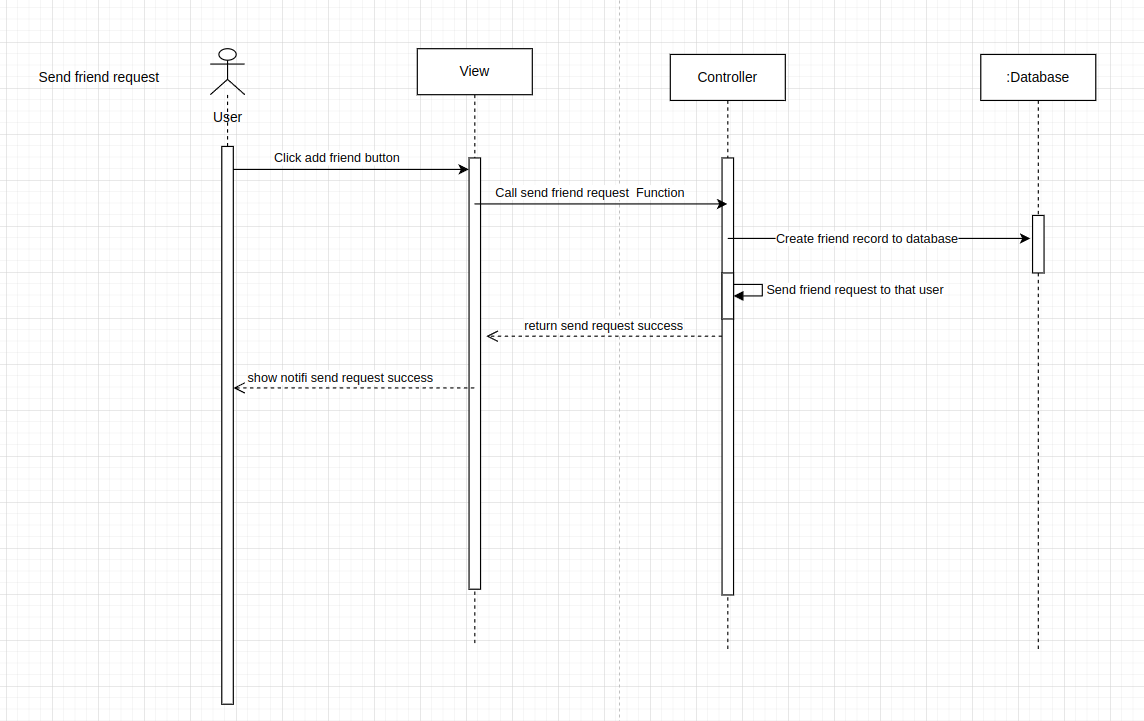 Send friend request
User
View
Controller
:Database
Click add friend button
Call send friend request  Function
Create friend record to database
Send friend request to that user
return send request success
show notifi send request success